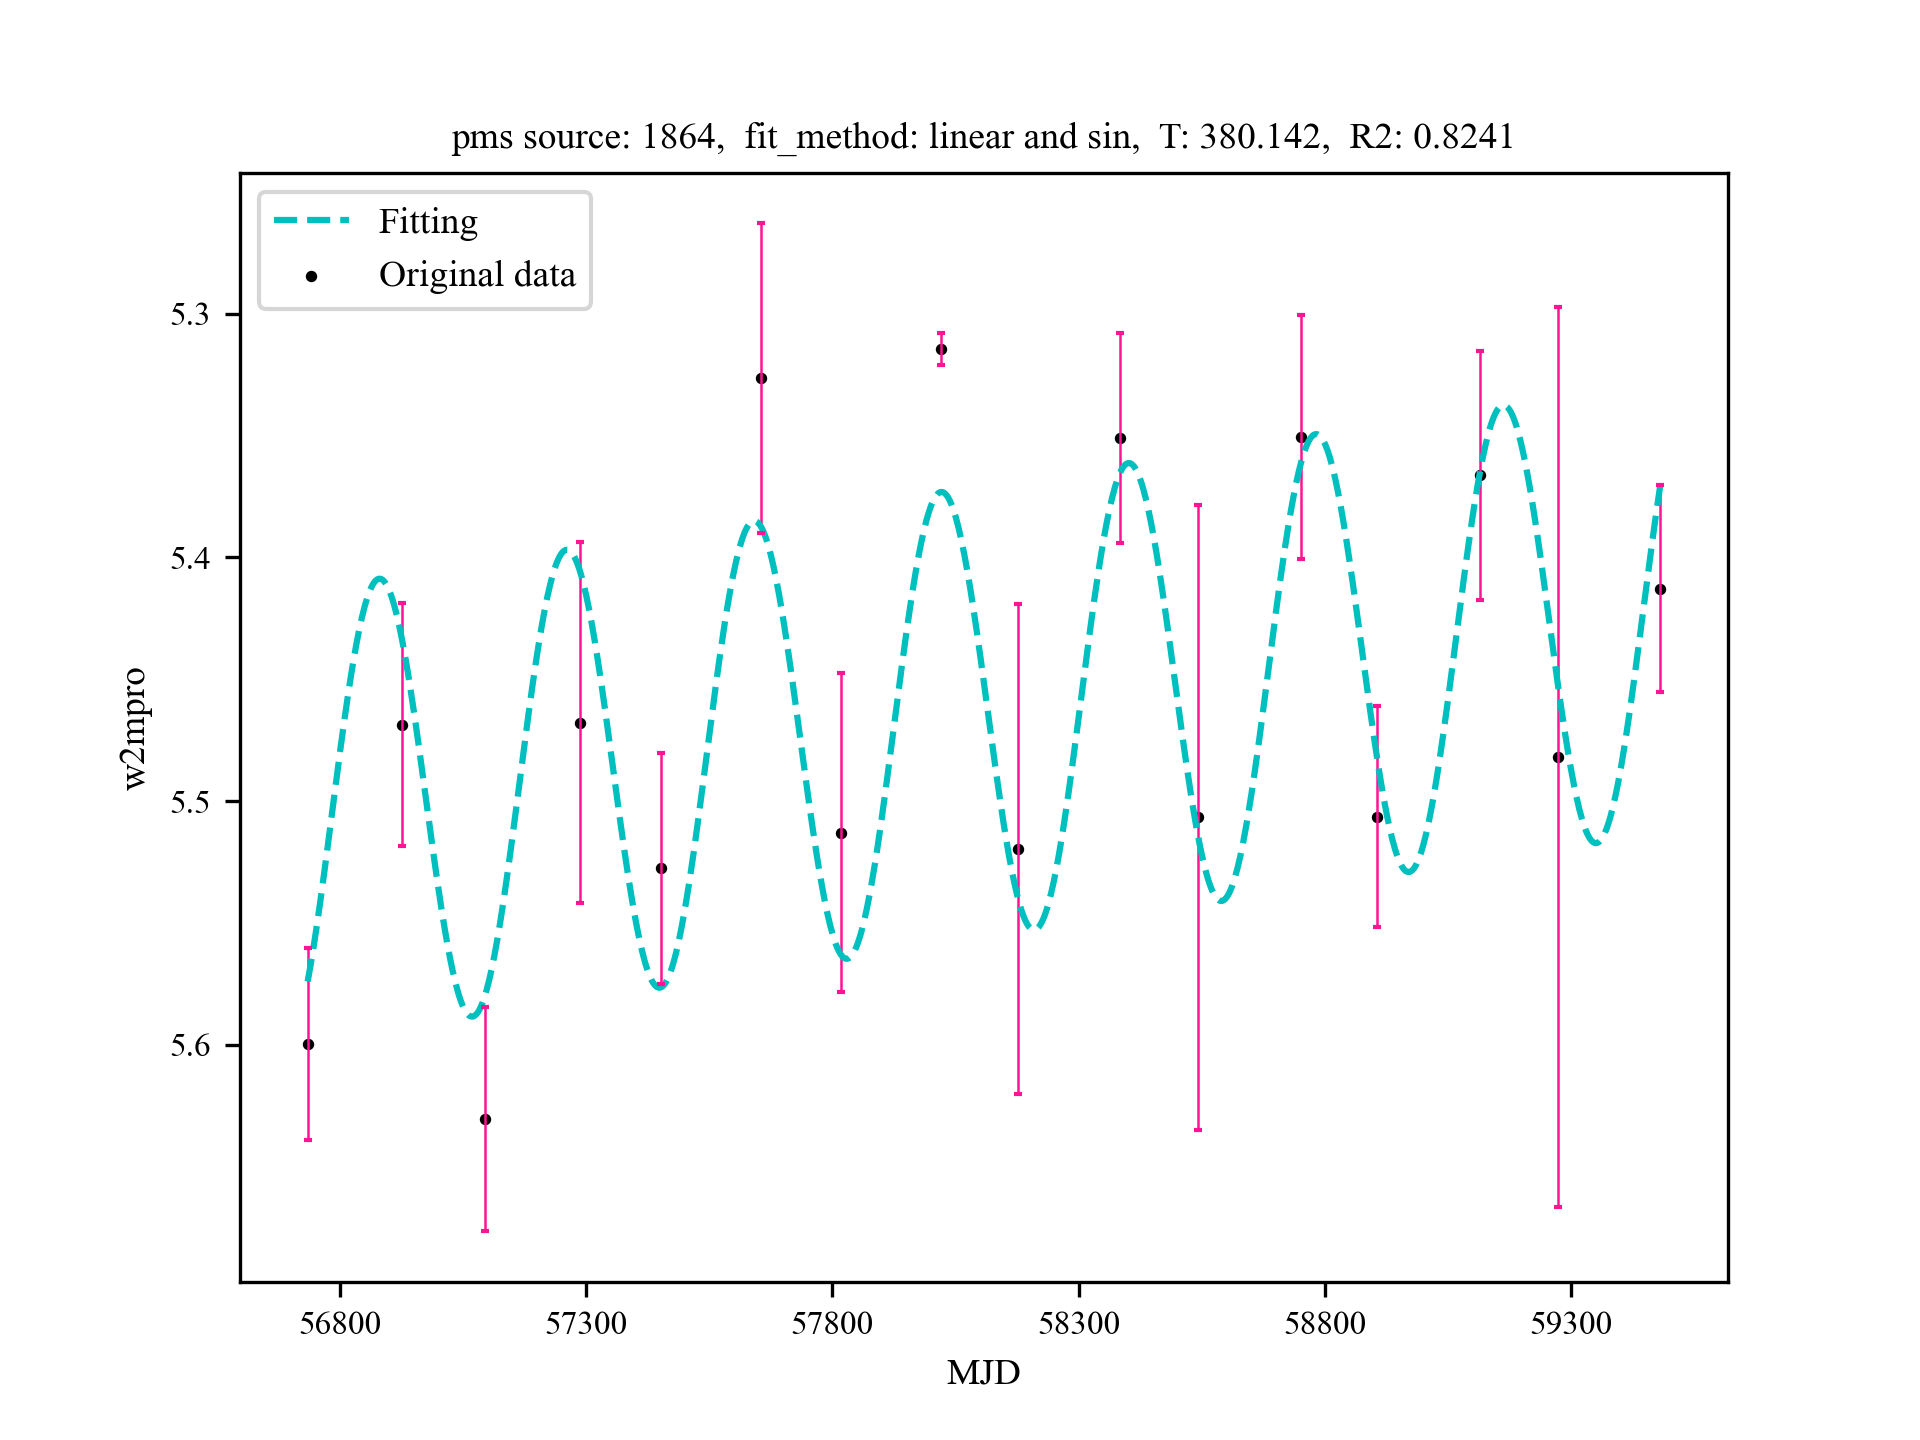 pms source: 1864,  fit_method: linear and sin,  T: 380.142,  R2: 0.8241
Fitting
Original data
5.3
5.4
5.5
5.6
w2mpro
56800 57300 57800 58300 58800 59300
MJD